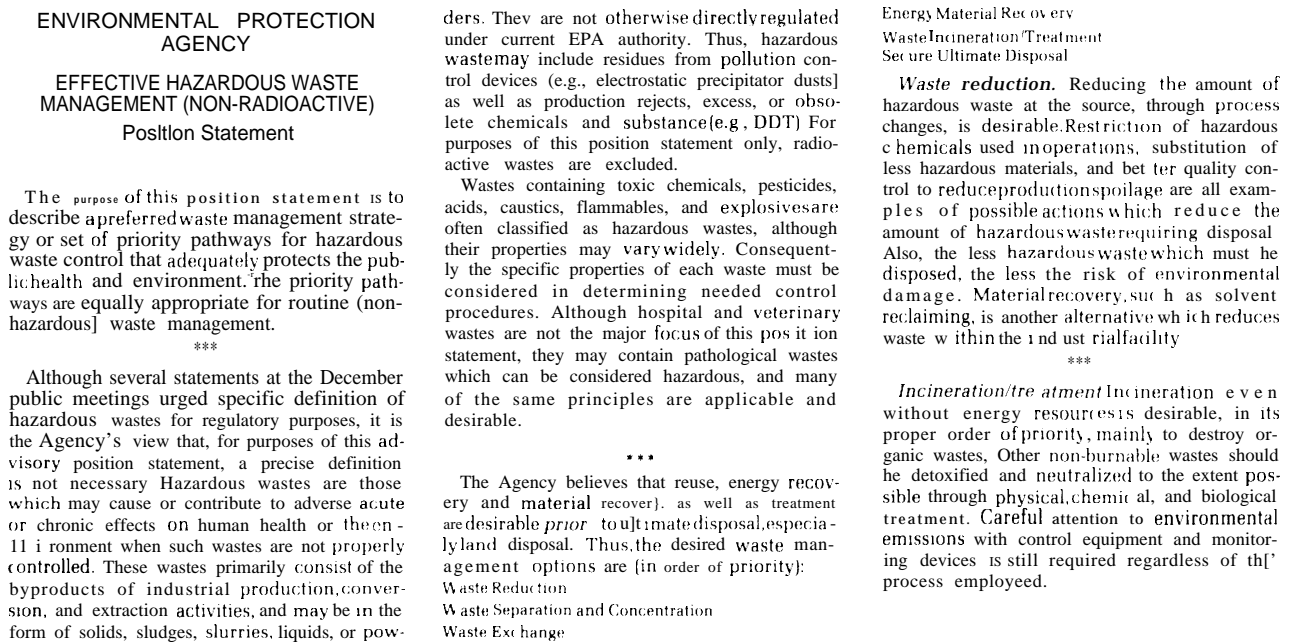 ENVIRONMENTAL PROTECTION
AGENCY
EFFECTIVE HAZARDOUS WASTE
MANAGEMENT (NON-RADIOACTIVE)
Position Statement
The purpose of this position statement is to
describe a preferred waste management strate-
gy or set of priority pathways for hazardous
waste control that adequately protects the pub-
lic health and environment. The priority path-
ways are equally appropriate for routine (non-
hazardous] waste management.
***
Although several statements at the December
public meetings urged specific definition of
hazardous wastes for regulatory purposes, it is
the Agency's view that, for purposes of this ad-
visory position statement, a precise definition
is not necessary Hazardous wastes are those
which may cause or contribute to adverse acute
or chronic effects on human health or the en-
11 i ronment when such wastes are not properly
controlled. These wastes primarily consist of the
byproducts of industrial production, conver-
sion, and extraction activities, and may be in the
form of solids, sludges, slurries, liquids, or pow-
ders. They are not otherwise directly regulated
under current EPA authority. Thus, hazardous
waste may include residues from pollution con-
trol devices (e.g., electrostatic precipitator dusts]
as well as production rejects, excess, or obso-
lete chemicals and substance (e.g , DDT) For
purposes of this position statement only, radio-
active wastes are excluded.
Wastes containing toxic chemicals, pesticides,
acids, caustics, flammables, and explosives are
often classified as hazardous wastes, although
their properties may vary widely. Consequent-
ly the specific properties of each waste must be
considered in determining needed control
procedures. Although hospital and veterinary
wastes are not the major focus of this pos it ion
statement, they may contain pathological wastes
which can be considered hazardous, and many
of the same principles are applicable and
desirable.
***
The Agency believes that reuse, energy recov-
ery and material recover}. as well as treatment
are desirable prior to u]timate disposal, especia-
ly land disposal. Thus, the desired waste man-
agement options are (in order of priority):
Waste Reduction
Waste Separation and Concentration
Waste Exchange
Energy Material Recovery
Waste Incineration/Treatment
Secure Ultimate Disposal
Waste reduction. Reducing the amount of
hazardous waste at the source, through process
changes, is desirable. Restriction of hazardous
c hemicals used in operations, substitution of
less hazardous materials, and bet ter quality con-
trol to reduce production spoilage are all exam-
ples of possible actions which reduce the
amount of hazardous waste requiring disposal
Also, the less hazardous waste which must he
disposed, the less the risk of environmental
damage. Material recovery, suc h as solvent
reclaiming, is another alternative wh ich reduces
waste w ithin the i nd ust rial facility
***
Incineration/tre atment Incineration even
without energy resources is desirable, in its
proper order of priority, mainly to destroy or-
ganic wastes, Other non-burnable wastes should
he detoxified and neutralized to the extent pos-
sible through physical, chemic al, and biological
treatment. Careful attention to environmental
emissions with control equipment and monitor-
ing devices is still required regardless of th['
process employeed.